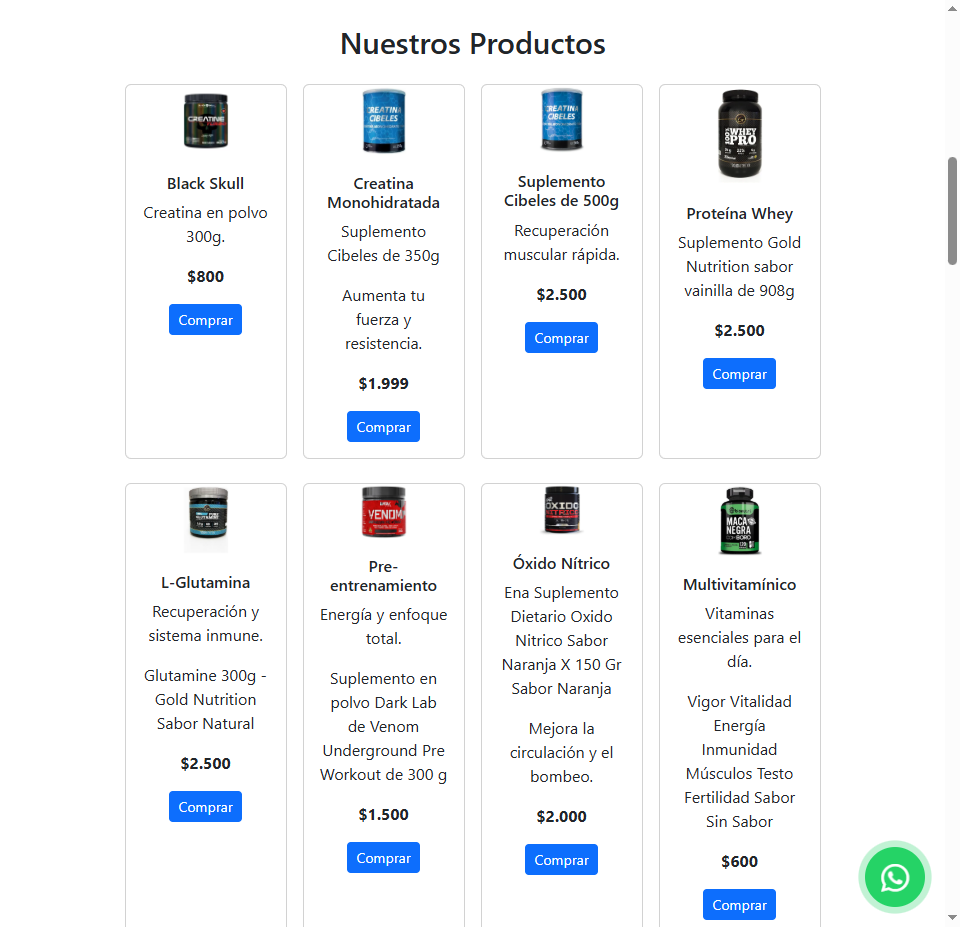 Nuestros Productos
CREATINE
Black Skull
Creatina en polvo
300g.
$800
Comprar
CREATINA
CIBELES
Creatina
Monohidratada
Suplemento
Cibeles de 350g
Aumenta tu
fuerza y
resistencia.
$1.999
Comprar
CREATINA
CIBELES
Suplemento
Cibeles de 500g
Recuperación
muscular rápida.
$2.500
Comprar
100%
WHEY
PRO
Proteína Whey
Suplemento Gold
Nutrition sabor
vainilla de 908g
$2.500
Comprar
L-Glutamina
Recuperación y
sistema inmune.
Glutamine 300g -
Gold Nutrition
Sabor Natural
$2.500
Comprar
VENOM
Pre-
entrenamiento
Energía y enfoque
total.
Suplemento en
polvo Dark Lab
de Venom
Underground Pre
Workout de 300 g
$1.500
Comprar
OXIDO
NITRICO
Óxido Nítrico
Ena Suplemento
Dietario Oxido
Nitrico Sabor
Naranja X 150 Gr
Sabor Naranja
Mejora la
circulación y el
bombeo.
$2.000
Comprar
MACA
NEGRA
BORO
Multivitamínico
Vitaminas
esenciales para el
día.
Vigor Vitalidad
Energía
Inmunidad
Músculos Testo
Fertilidad Sabor
Sin Sabor
$600
Comprar